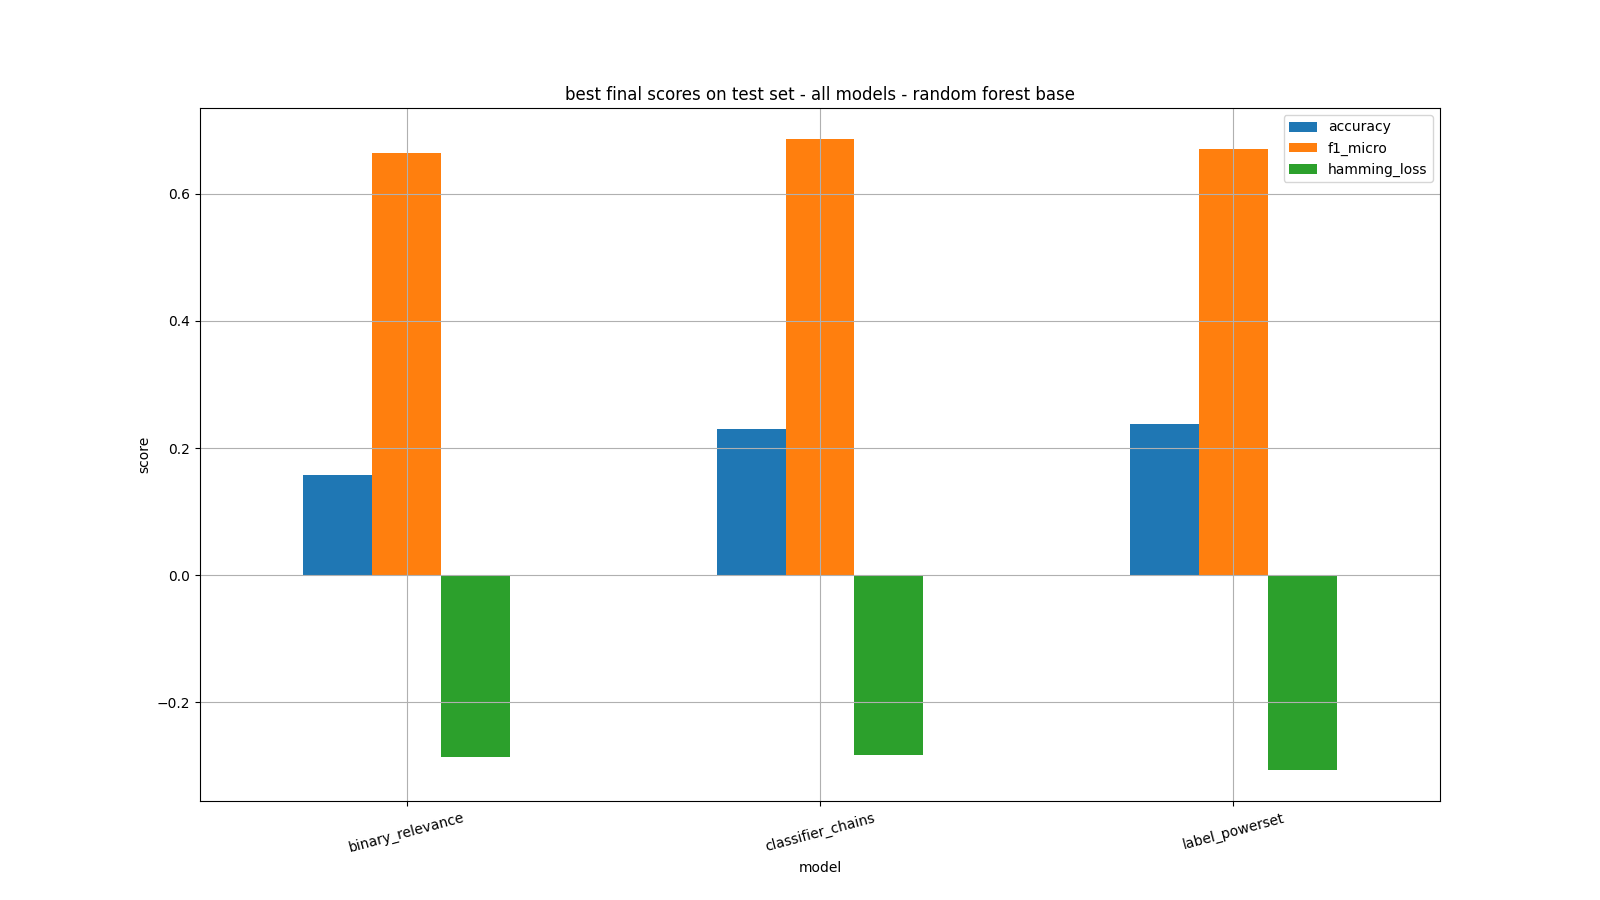 best final scores on test set - all models - random forest base
accuracy
f1_micro
hamming_loss
0.6
0.4
0.2
0.0
−0.2
score
binary_relevance
classifier_chains
label_powerset
model